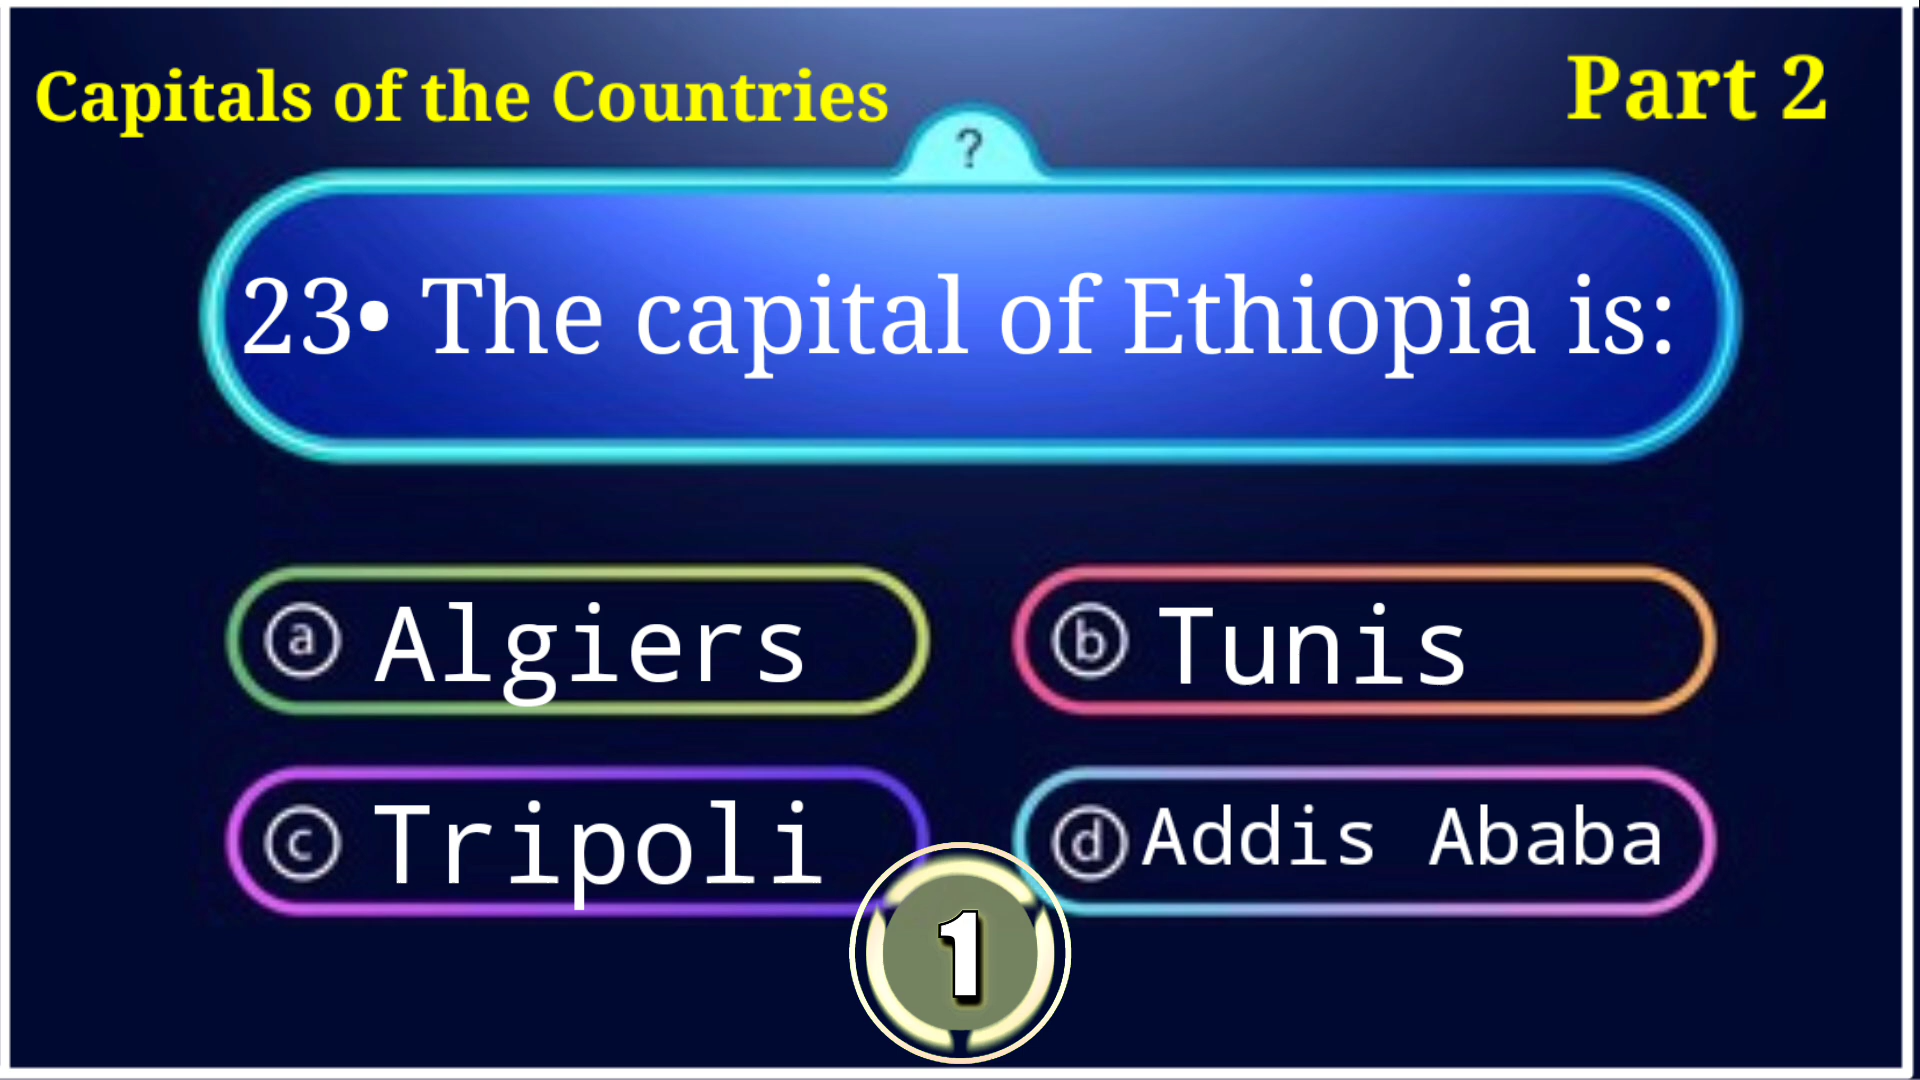 Capitals of the Countries
Part 2
?
23• The capital of Ethiopia is:
a Algiers
b Tunis
c Tripoli
d Addis Ababa
1